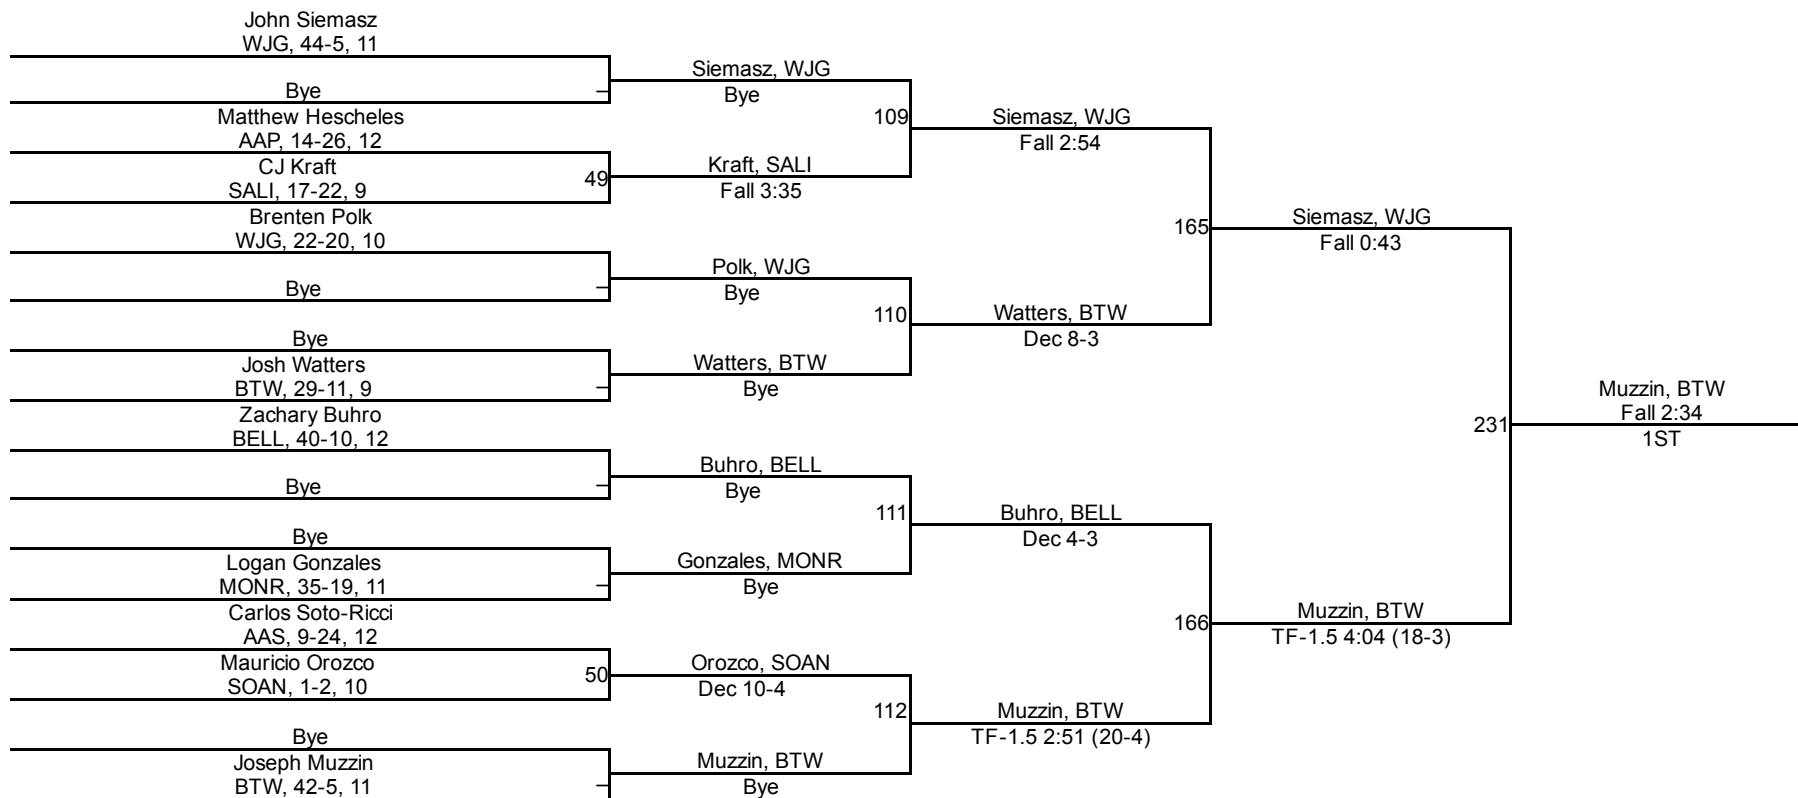 John Siemasz
WJG, 44-5, 11
Bye
Matthew Hescheles
AAP, 14-26, 12
CJ Kraft
SALI, 17-22, 9
49
Brenten Polk
WJG, 22-20, 10
Bye
Bye
Josh Watters
BTW, 29-11, 9
Zachary Buhro
BELL, 40-10, 12
Bye
Bye
Logan Gonzales
MONR, 35-19, 11
Carlos Soto-Ricci
AAS, 9-24, 12
Mauricio Orozco
SOAN, 1-2, 10
50
Bye
Joseph Muzzin
BTW, 42-5, 11
Siemasz, WJG
Bye
109
Kraft, SALI
Fall 3:35
Polk, WJG
Bye
110
Watters, BTW
Bye
Buhro, BELL
Bye
111
Gonzales, MONR
Bye
Orozco, SOAN
Dec 10-4
112
Muzzin, BTW
Bye
Siemasz, WJG
Fall 2:54
165
Watters, BTW
Dec 8-3
Buhro, BELL
Dec 4-3
166
Muzzin, BTW
TF-1.5 2:51 (20-4)
Siemasz, WJG
Fall 0:43
231
Muzzin, BTW
TF-1.5 4:04 (18-3)
Muzzin, BTW
Fall 2:34
1ST